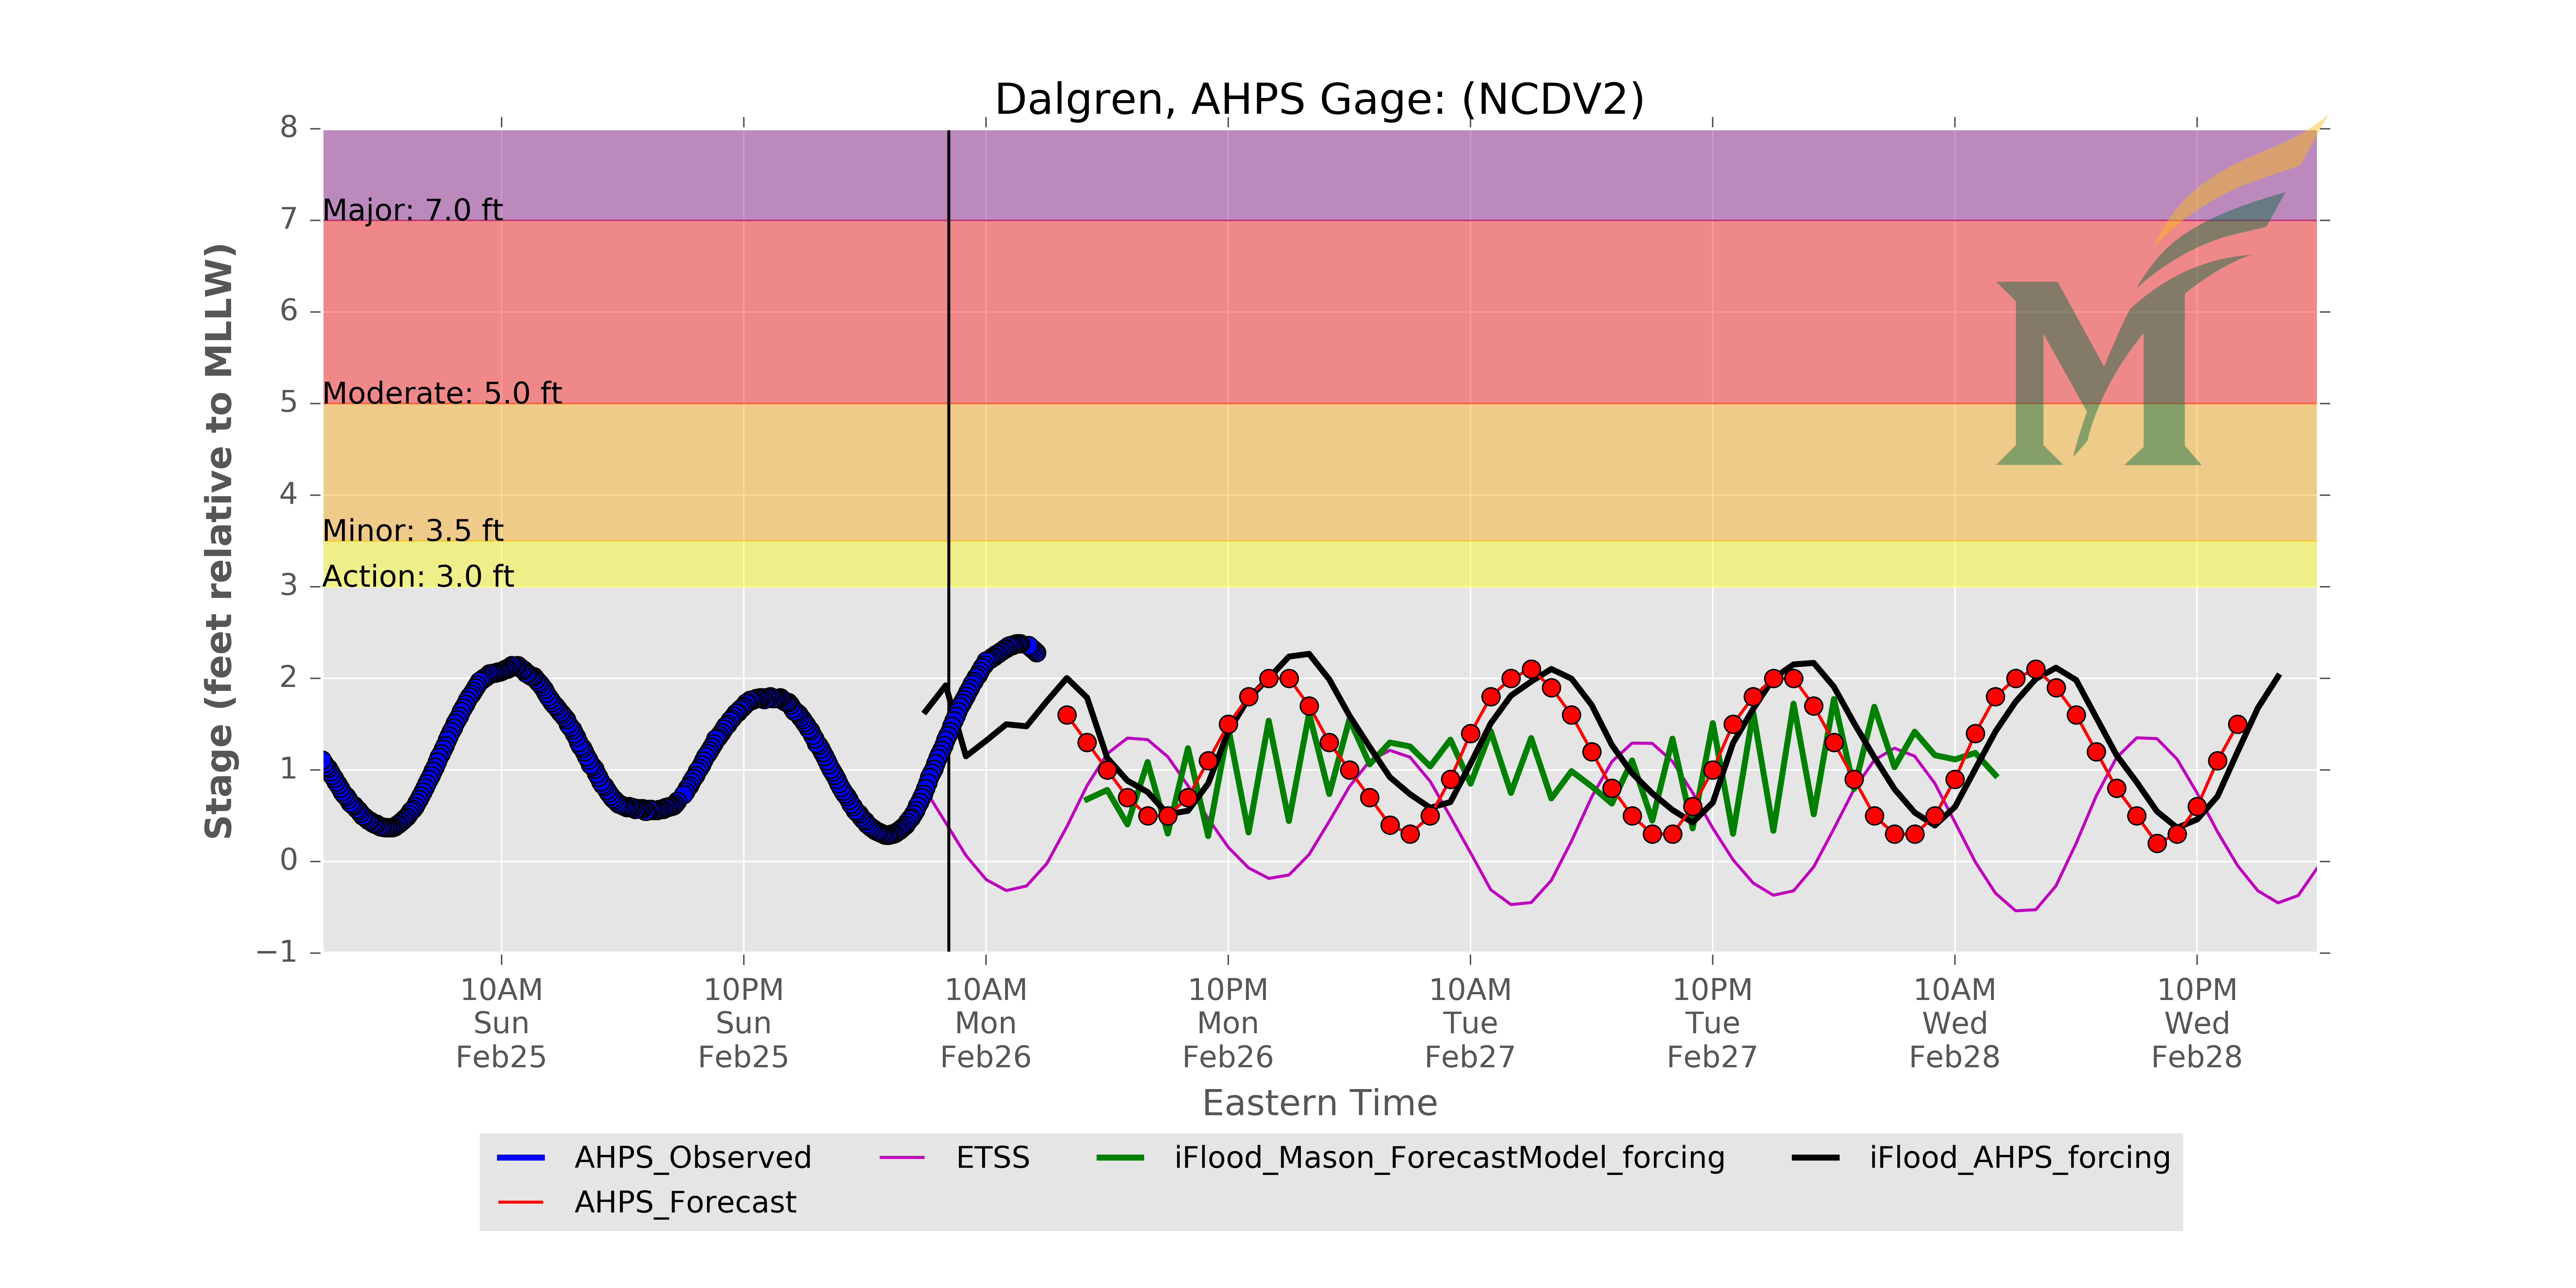 Dalgren, AHPS Gage: (NCDV2)
Stage (feet relative to MLLW)
8
7
6
5
4
3
2
1
0
−1
Major: 7.0 ft
Moderate: 5.0 ft
Minor: 3.5 ft
Action: 3.0 ft
M
10AM
Sun
Feb25
10PM
Sun
Feb25
10AM
Mon
Feb26
10PM
Mon
Feb26
10AM
Tue
Feb27
10PM
Tue
Feb27
10AM
Wed
Feb28
10PM
Wed
Feb28
Eastern Time
AHPS_Observed
AHPS_Forecast
ETSS
iFlood_Mason_ForecastModel_forcing
iFlood_AHPS_forcing